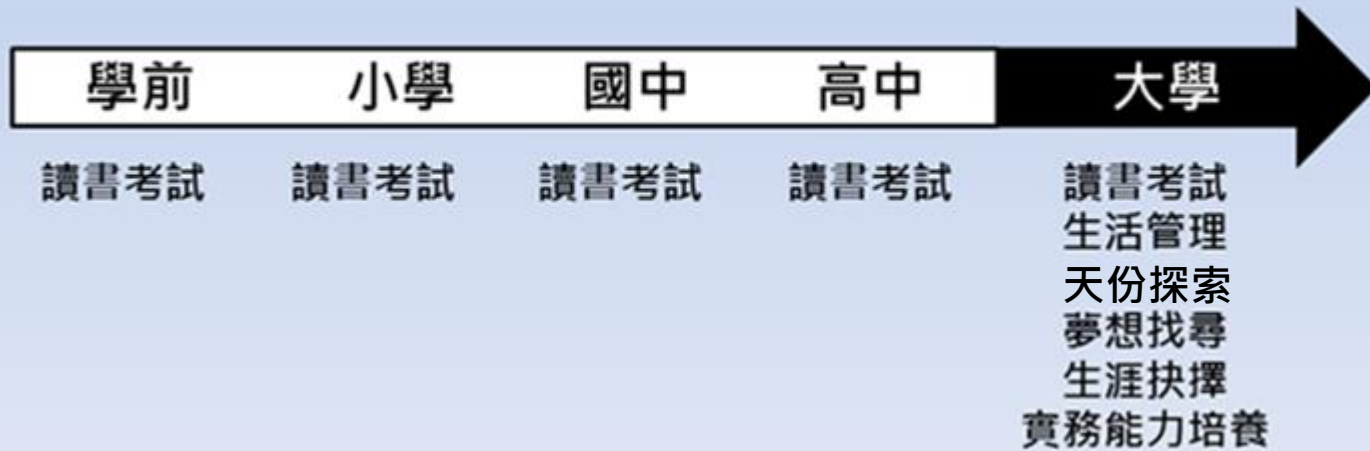 學前 小學 國中 高中 大學
讀書考試 讀書考試 讀書考試 讀書考試 讀書考試
生活管理
天份探索
夢想找尋
生涯抉擇
實務能力培養